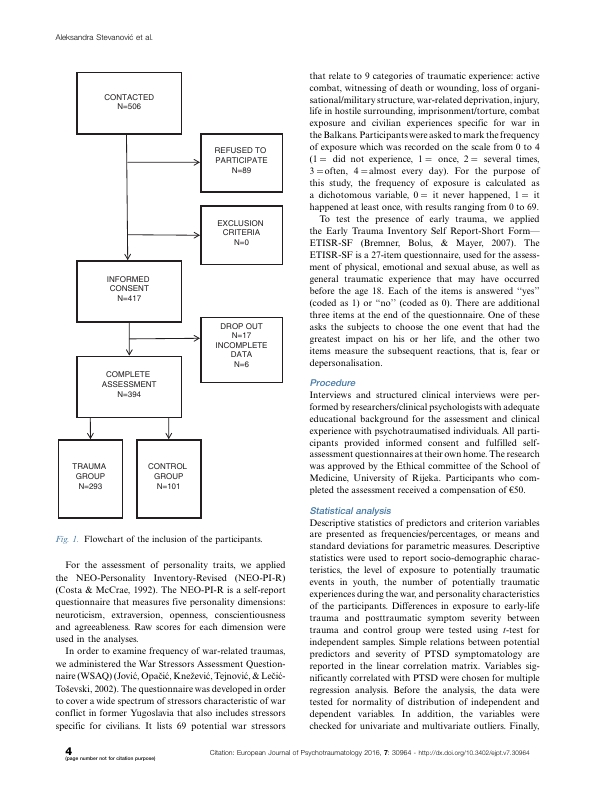 Aleksandra Stevanović et al.
CONTACTED
N=506
REFUSED TO
PARTICIPATE
N=89
EXCLUSION
CRITERIA
N=0
INFORMED
CONSENT
N=417
DROP OUT
N=17
INCOMPLETE
DATA
N=6
COMPLETE
ASSESSMENT
N=394
TRAUMA
GROUP
N=293
CONTROL
GROUP
N=101
Fig. 1. Flowchart of the inclusion of the participants.
For the assessment of personality traits, we applied
the NEO-Personality Inventory-Revised (NEO-PI-R)
(Costa & McCrae, 1992). The NEO-PI-R is a self-report
questionnaire that measures five personality dimensions:
neuroticism, extraversion, openness, conscientiousness
and agreeableness. Raw scores for each dimension were
used in the analyses.
In order to examine frequency of war-related traumas,
we administered the War Stressors Assessment Question-
naire (WSAQ) (Jović, Opačić, Knežević, Tejnović, & Lečić-
Toševski, 2002). The questionnaire was developed in order
to cover a wide spectrum of stressors characteristic of war
conflict in former Yugoslavia that also includes stressors
specific for civilians. It lists 69 potential war stressors
that relate to 9 categories of traumatic experience: active
combat, witnessing of death or wounding, loss of organi-
sational/military structure, war-related deprivation, injury,
life in hostile surrounding, imprisonment/torture, combat
exposure and civilian experiences specific for war in
the Balkans. Participants were asked to mark the frequency
of exposure which was recorded on the scale from 0 to 4
(1 = did not experience, 1 = once, 2 = several times,
3 = often, 4 = almost every day). For the purpose of
this study, the frequency of exposure is calculated as
a dichotomous variable, 0 = it never happened, 1 = it
happened at least once, with results ranging from 0 to 69.
To test the presence of early trauma, we applied
the Early Trauma Inventory Self Report-Short Form—
ETISR-SF (Bremner, Bolus, & Mayer, 2007). The
ETISR-SF is a 27-item questionnaire, used for the assess-
ment of physical, emotional and sexual abuse, as well as
general traumatic experience that may have occurred
before the age 18. Each of the items is answered ‘‘yes’’
(coded as 1) or ‘‘no’’ (coded as 0). There are additional
three items at the end of the questionnaire. One of these
asks the subjects to choose the one event that had the
greatest impact on his or her life, and the other two
items measure the subsequent reactions, that is, fear or
depersonalisation.
Procedure
Interviews and structured clinical interviews were per-
formed by researchers/clinical psychologists with adequate
educational background for the assessment and clinical
experience with psychotraumatised individuals. All parti-
cipants provided informed consent and fulfilled self-
assessment questionnaires at their own home. The research
was approved by the Ethical committee of the School of
Medicine, University of Rijeka. Participants who com-
pleted the assessment received a compensation of €50.
Statistical analysis
Descriptive statistics of predictors and criterion variables
are presented as frequencies/percentages, or means and
standard deviations for parametric measures. Descriptive
statistics were used to report socio-demographic charac-
teristics, the level of exposure to potentially traumatic
events in youth, the number of potentially traumatic
experiences during the war, and personality characteristics
of the participants. Differences in exposure to early-life
trauma and posttraumatic symptom severity between
trauma and control group were tested using t-test for
independent samples. Simple relations between potential
predictors and severity of PTSD symptomatology are
reported in the linear correlation matrix. Variables sig-
nificantly correlated with PTSD were chosen for multiple
regression analysis. Before the analysis, the data were
tested for normality of distribution of independent and
dependent variables. In addition, the variables were
checked for univariate and multivariate outliers. Finally,
4
(page number not for citation purpose)
Citation: European Journal of Psychotraumatology 2016, 7: 30964 - http://dx.doi.org/10.3402/ejpt.v7.30964